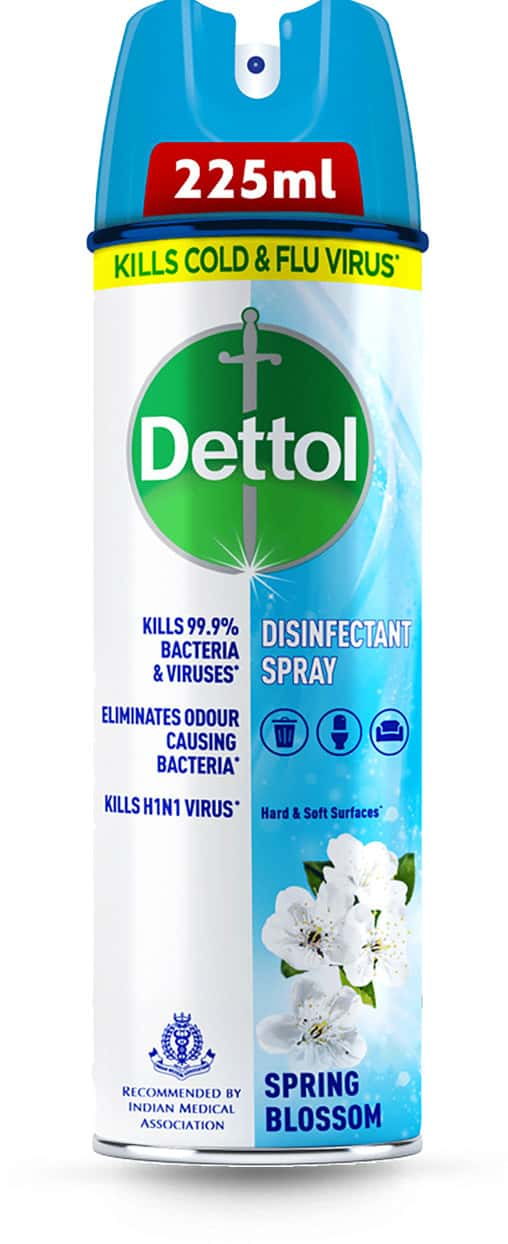 225ml
KILLS COLD & FLU VIRUS*
Dettol
KILLS 99.9%
BACTERIA
& VIRUSES*
ELIMINATES ODOUR
CAUSING
BACTERIA*
KILLS H1N1 VIRUS*
DISINFECTANT
SPRAY
Hard & Soft Surfaces*
RECOMMENDED BY
INDIAN MEDICAL
ASSOCIATION
SPRING
BLOSSOM